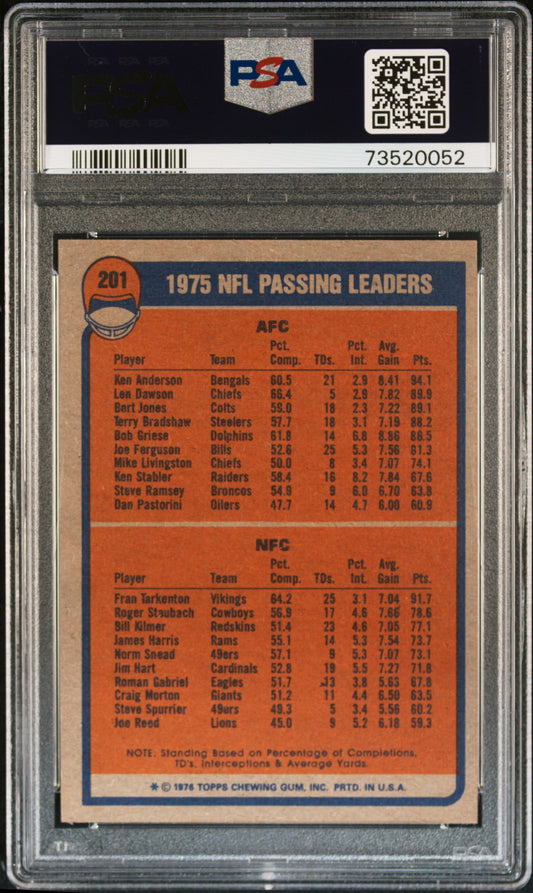 PSA
PSA PSA PSA
PSA
PSA PSA PSA
73520052
201
1975 NFL PASSING LEADERS
AFC
Pct. Pct. Avg.
Player Team Comp. TDs. Int. Gain Pts.
Ken Anderson Bengals 60.5 21 2.9 8.41 94.1
Len Dawson Chiefs 66.4 5 2.8 7.82 89.9
Bert Jones Colts 59.0 18 2.3 7.22 89.1
Terry Bradshaw Steelers 57.7 18 3.1 7.19 88.2
Bob Griese Dolphins 61.8 14 6.8 8.86 86.5
Joe Ferguson Bills 52.6 25 5.3 7.56 81.3
Mike Livingston Chiefs 50.0 8 3.4 7.07 74.1
Ken Stabler Raiders 58.4 16 8.2 7.84 67.6
Steve Ramsey Broncos 54.9 9 6.0 6.70 63.8
Dan Pastorini Oilers 47.7 14 4.7 6.00 60.9
NFC
Pct. Pct. Avg.
Player Team Comp. TDs. Int. Gain Pts.
Fran Tarkenton Vikings 64.2 25 3.1 7.04 91.7
Roger Staubach Cowboys 56.9 17 4.6 7.66 78.6
Bill Kilmer Redskins 51.4 23 4.6 7.05 77.1
James Harris Rams 55.1 14 5.3 7.54 73.7
Norm Snead 49ers 57.1 9 5.3 7.07 73.1
Jim Hart Cardinals 52.8 19 5.5 7.27 71.8
Roman Gabriel Eagles 51.7 13 3.8 5.63 67.8
Craig Morton Giants 51.2 11 4.4 6.50 63.5
Steve Spurrier 49ers 49.3 5 3.4 5.56 60.2
Joe Reed Lions 45.0 9 5.2 6.18 59.3
NOTE: Standing Based on Percentage of Completions,
TD's, Interceptions & Average Yards.
* © 1976 TOPPS CHEWING GUM, INC. PRTD. IN U.S.A.
PSA